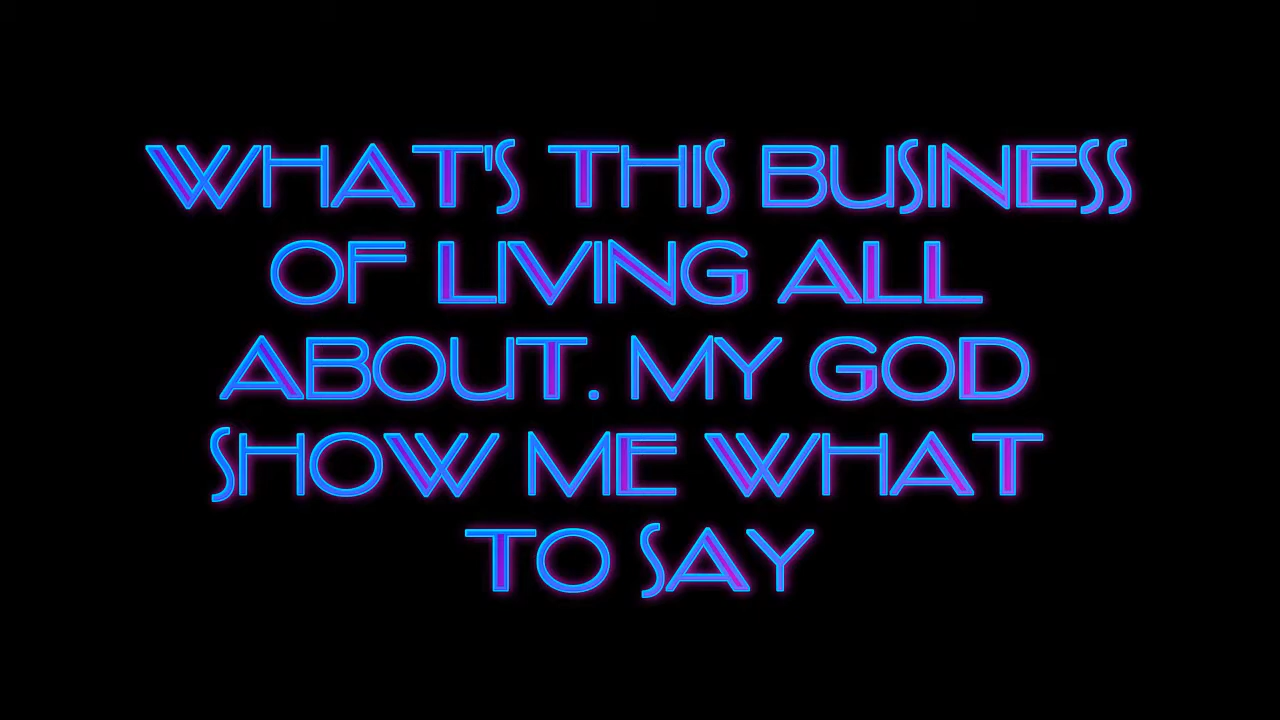 WHAT'S THIS BUSINESS
OF LIVING ALL
ABOUT. MY GOD
SHOW ME WHAT
TO SAY